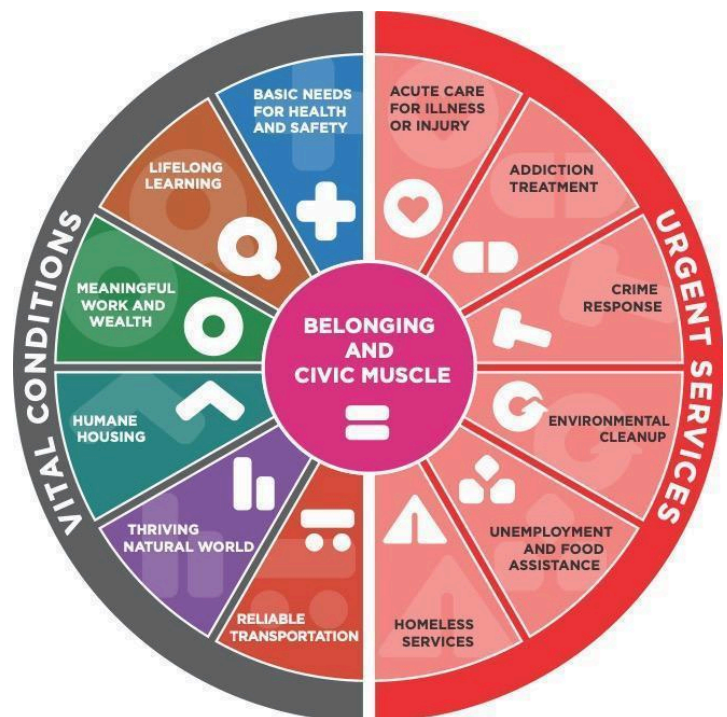 VITAL CONDITIONS
BASIC NEEDS
FOR HEALTH
AND SAFETY
LIFELONG
LEARNING
MEANINGFUL
WORK AND
WEALTH
HUMANE
HOUSING
THRIVING
NATURAL WORLD
RELIABLE
TRANSPORTATION
BELONGING
AND
CIVIC MUSCLE
URGENT SERVICES
ACUTE CARE
FOR ILLNESS
OR INJURY
ADDICTION
TREATMENT
CRIME
RESPONSE
ENVIRONMENTAL
CLEANUP
UNEMPLOYMENT
AND FOOD
ASSISTANCE
HOMELESS
SERVICES